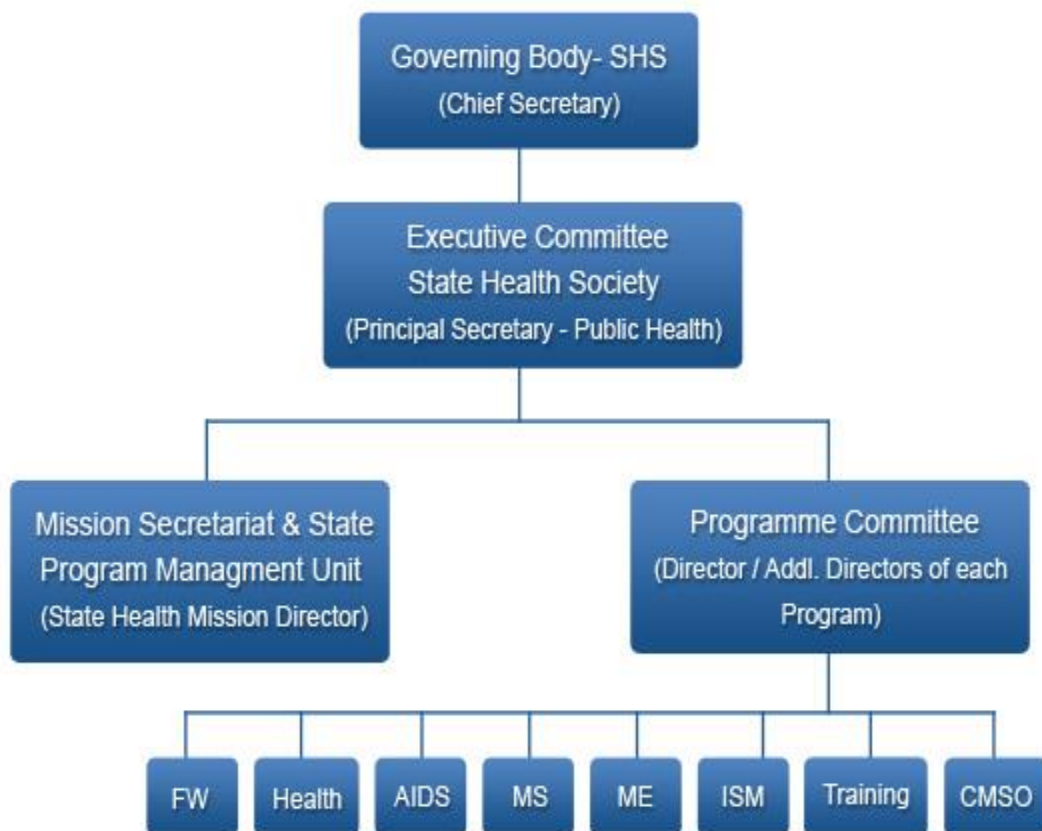 Governing Body- SHS
(Chief Secretary)
Executive Committee
State Health Society
(Principal Secretary - Public Health)
Mission Secretariat & State
Program Managment Unit
(State Health Mission Director)
Programme Committee
(Director / Addl. Directors of each
Program)
FW
Health
AIDS
MS
ME
ISM
Training
CMSO